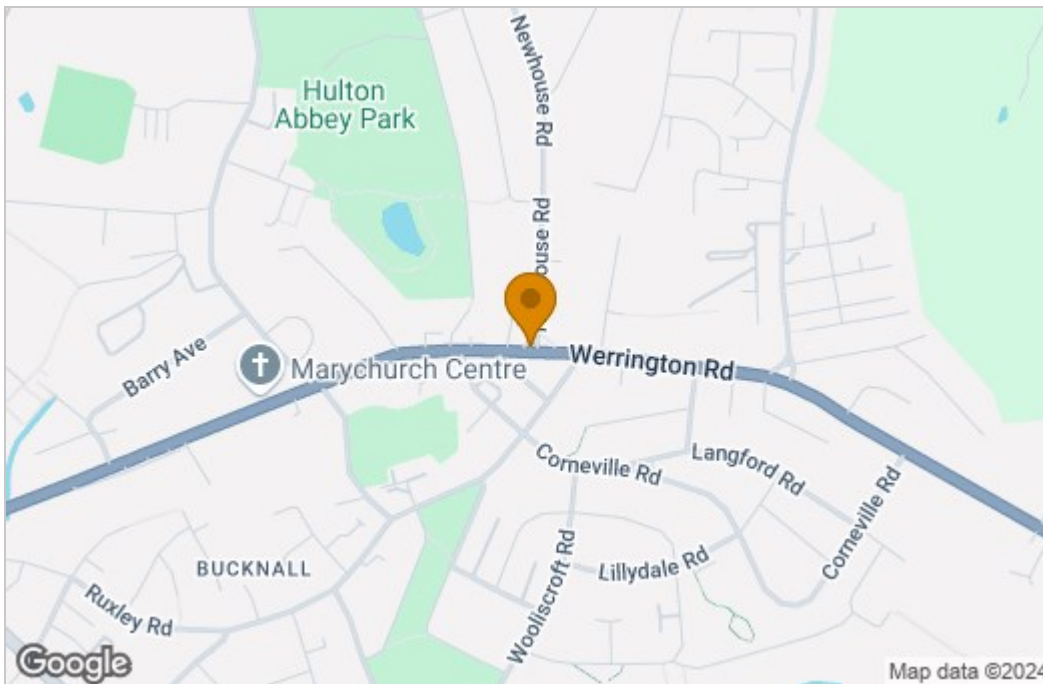 Newhouse Rd
Hulton
Abbey Park
ouse Rd
Barry Ave
Marychurch Centre
Werrington Rd
Corneville Rd
Langford Rd
Corneville Rd
BUCKNALL
Lillydale Rd
Wooliscroft Rd
Ruxley Rd
Google
Map data ©2024